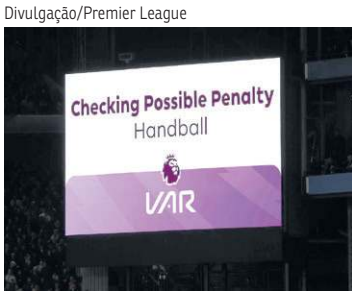 Divulgação/Premier League
Checking Possible Penalty
Handball
VAR